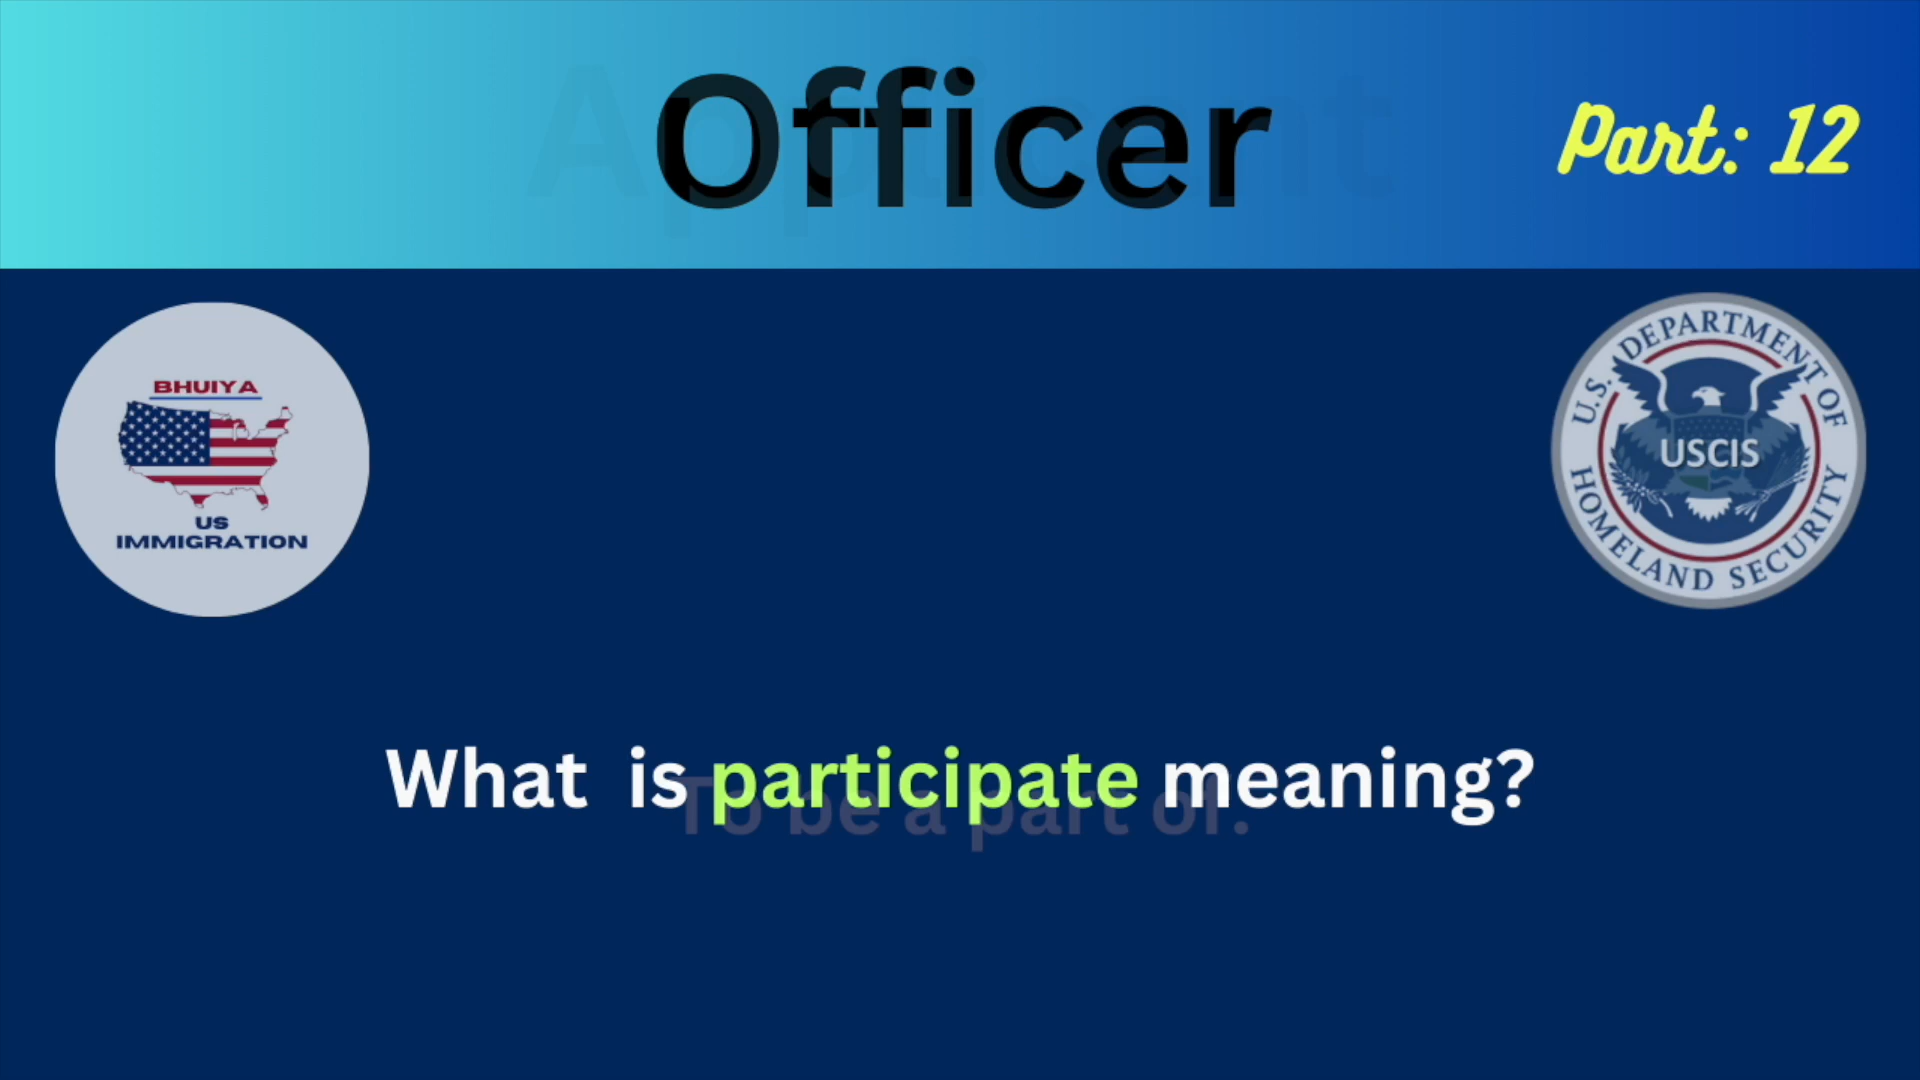 Officer
Applicant
Part: 12
BHUIYA
US
IMMIGRATION
U.S. DEPARTMENT OF
USCIS
HOMELAND SECURITY
What is participate meaning?
To be a part of.